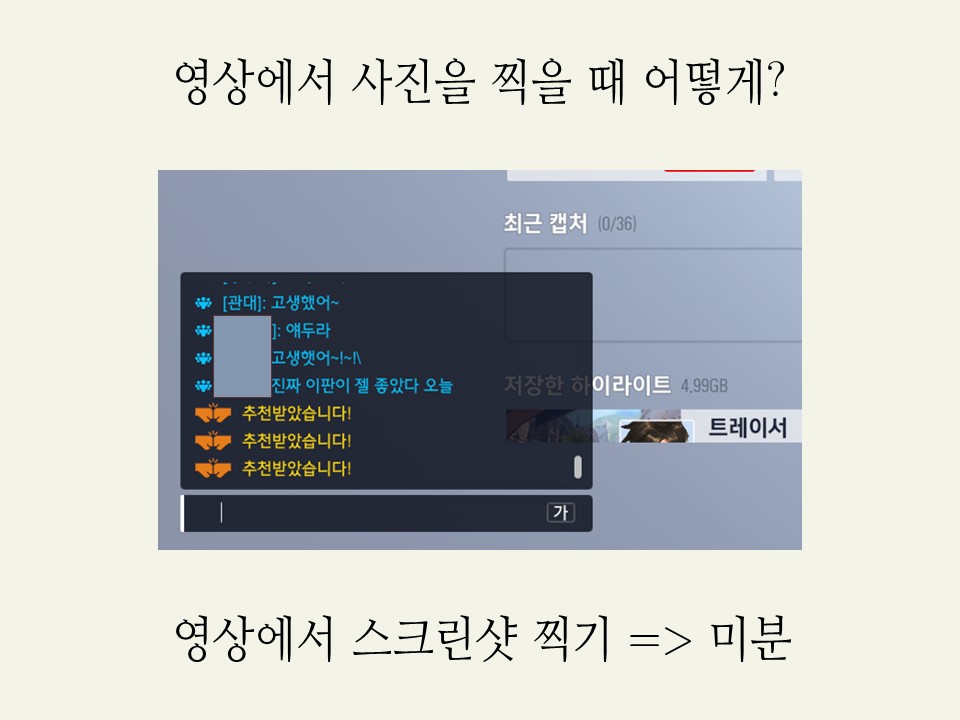 영상에서 사진을 찍을 때 어떻게?
최근 캡처 (0/36)
[관대]: 고생했어~
]: 얘두라
고생햇어~!~!\
진짜 이판이 젤 좋았다 오늘
저장한 하이라이트 4.99GB
추천받았습니다!
트레이서
추천받았습니다!
추천받았습니다!
가
영상에서 스크린샷 찍기 => 미분